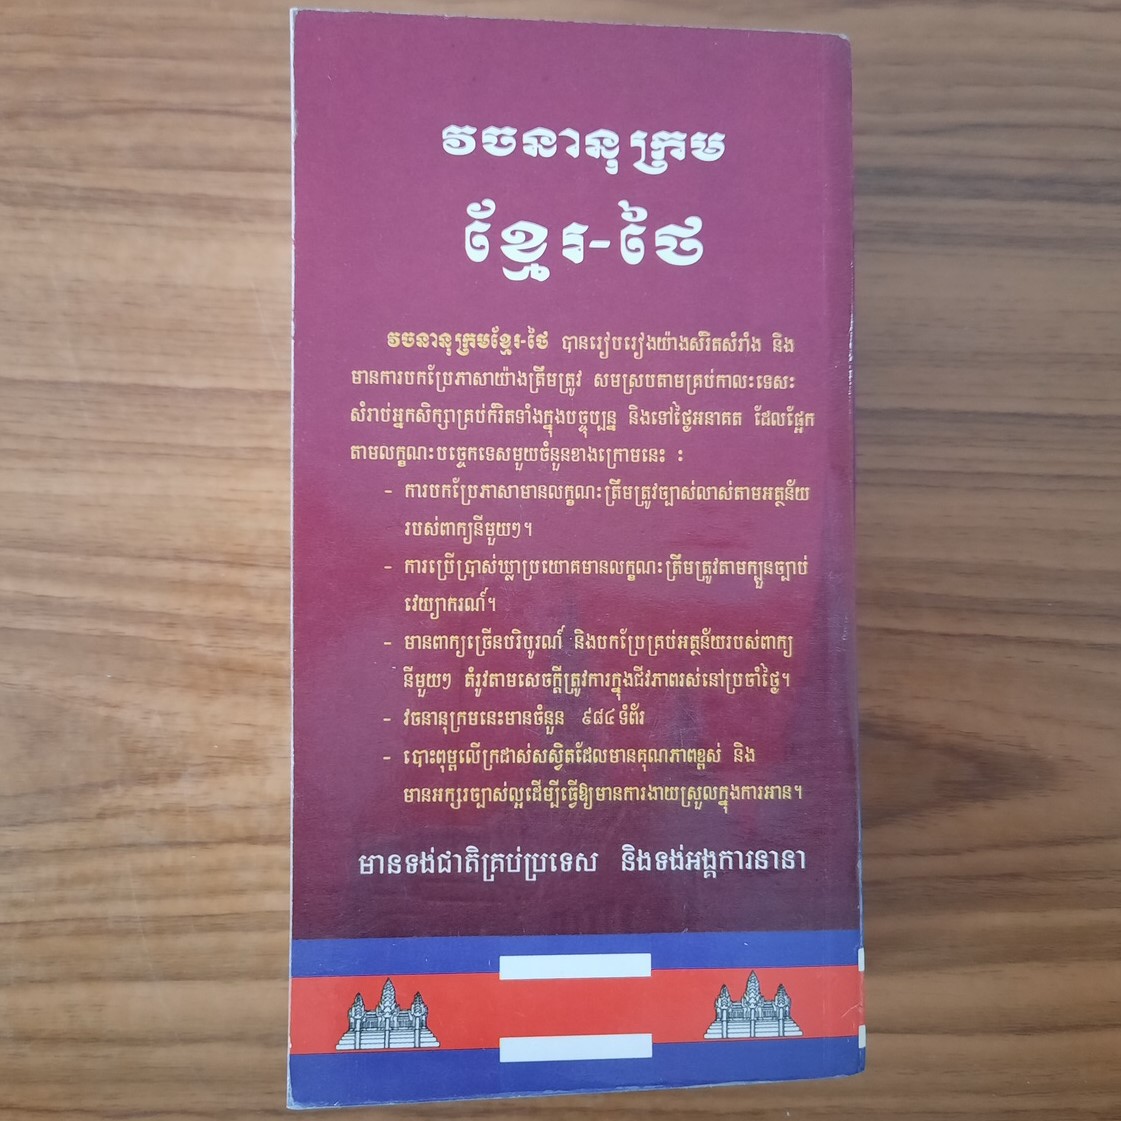 វចនានុក្រម
ខ្មែរ-ថៃ
វចនានុក្រមខ្មែរ-ថៃ បានរៀបរៀងយ៉ាងសំរិតសំរាំង និង
មានការបកប្រែភាសាយ៉ាងត្រឹមត្រូវ សមស្របតាមគ្រប់កាលៈទេសៈ
សំរាប់អ្នកសិក្សាគ្រប់កំរិតទាំងក្នុងបច្ចុប្បន្ន និងទៅថ្ងៃអនាគត ដែលផ្អែក
តាមលក្ខណៈបច្ចេកទេសមួយចំនួនខាងក្រោមនេះ :
- ការបកប្រែភាសាមានលក្ខណៈត្រឹមត្រូវច្បាស់លាស់តាមអត្ថន័យ
របស់ពាក្យនីមួយៗ។
- ការប្រើប្រាស់ឃ្លាប្រយោគមានលក្ខណៈត្រឹមត្រូវតាមក្បួនច្បាប់
វេយ្យាករណ៍។
- មានពាក្យច្រើនបរិបូរណ៍ និងបកប្រែគ្រប់អត្ថន័យរបស់ពាក្យ
នីមួយៗ តំរូវតាមសេចក្ដីត្រូវការក្នុងជីវភាពរស់នៅប្រចាំថ្ងៃ។
- វចនានុក្រមនេះមានចំនួន ៩៨៤ ទំព័រ
- បោះពុម្ពលើក្រដាស់សស្វិតដែលមានគុណភាពខ្ពស់ និង
មានអក្សរច្បាស់ល្អដើម្បីធ្វើឱ្យមានការងាយស្រួលក្នុងការអាន។
មានទង់ជាតិគ្រប់ប្រទេស និងទង់អង្គការនានា